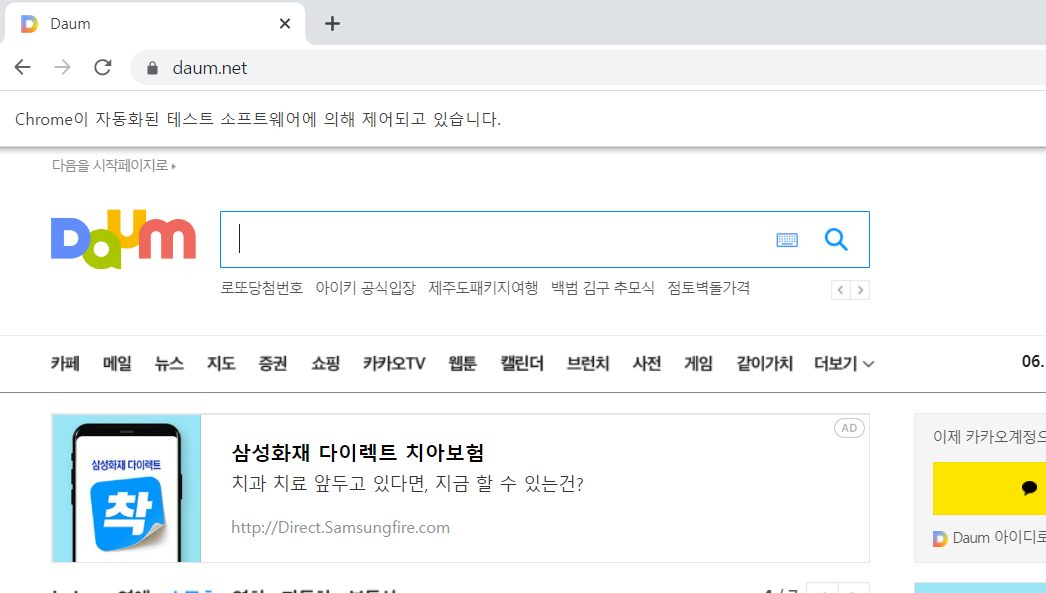 Daum
daum.net
Chrome이 자동화된 테스트 소프트웨어에 의해 제어되고 있습니다.
다음을 시작페이지로
Daum
로또당첨번호 아이키 공식입장 제주도패키지여행 백범 김구 추모식 점토벽돌가격
카페 메일 뉴스 지도 증권 쇼핑 카카오TV 웹툰 캘린더 브런치 사전 게임 같이가치 더보기
06.
AD
삼성화재 다이렉트
착
삼성화재 다이렉트 치아보험
치과 치료 앞두고 있다면, 지금 할 수 있는건?
http://Direct.Samsungfire.com
이제 카카오계정으
Daum 아이디로